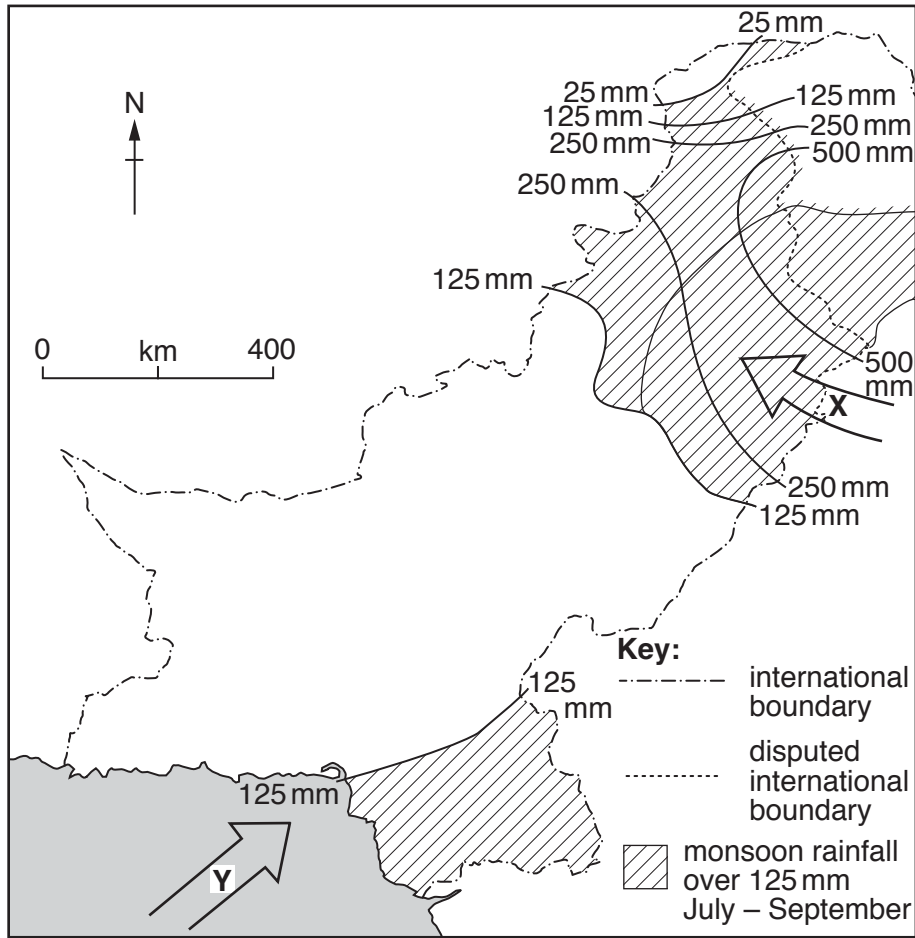 25 mm
N
25 mm
125 mm
125 mm
250 mm
250 mm
500 mm
250 mm
125 mm
0 km 400
500
mm
X
250 mm
125 mm
Key:
125
mm
international
boundary
disputed
international
boundary
125 mm
Y
monsoon rainfall
over 125 mm
July – September